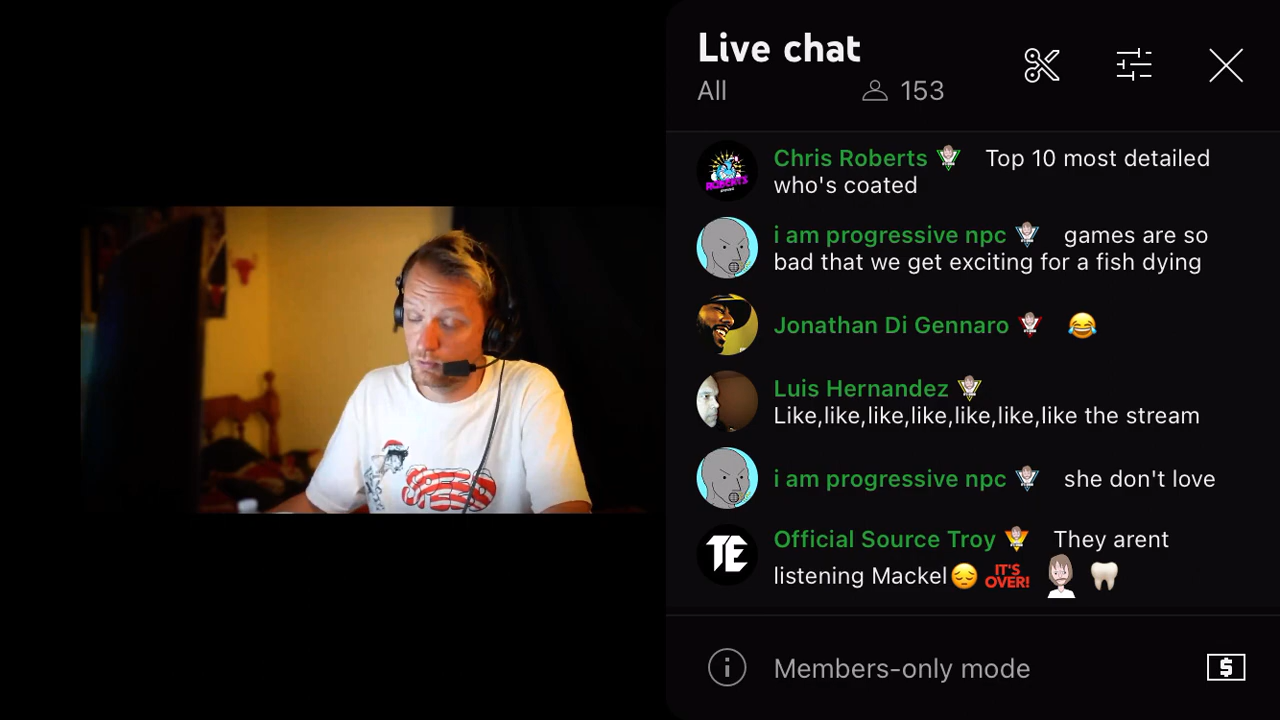 Live chat
All 153
Chris Roberts Top 10 most detailed
who's coated
i am progressive npc games are so
bad that we get exciting for a fish dying
Jonathan Di Gennaro 😂
Luis Hernandez
Like,like,like,like,like,like,like the stream
i am progressive npc she don't love
Official Source Troy They arent
listening Mackel😔 IT'S OVER! 🦷
Members-only mode
SPEED
ROBERTS
TE
$